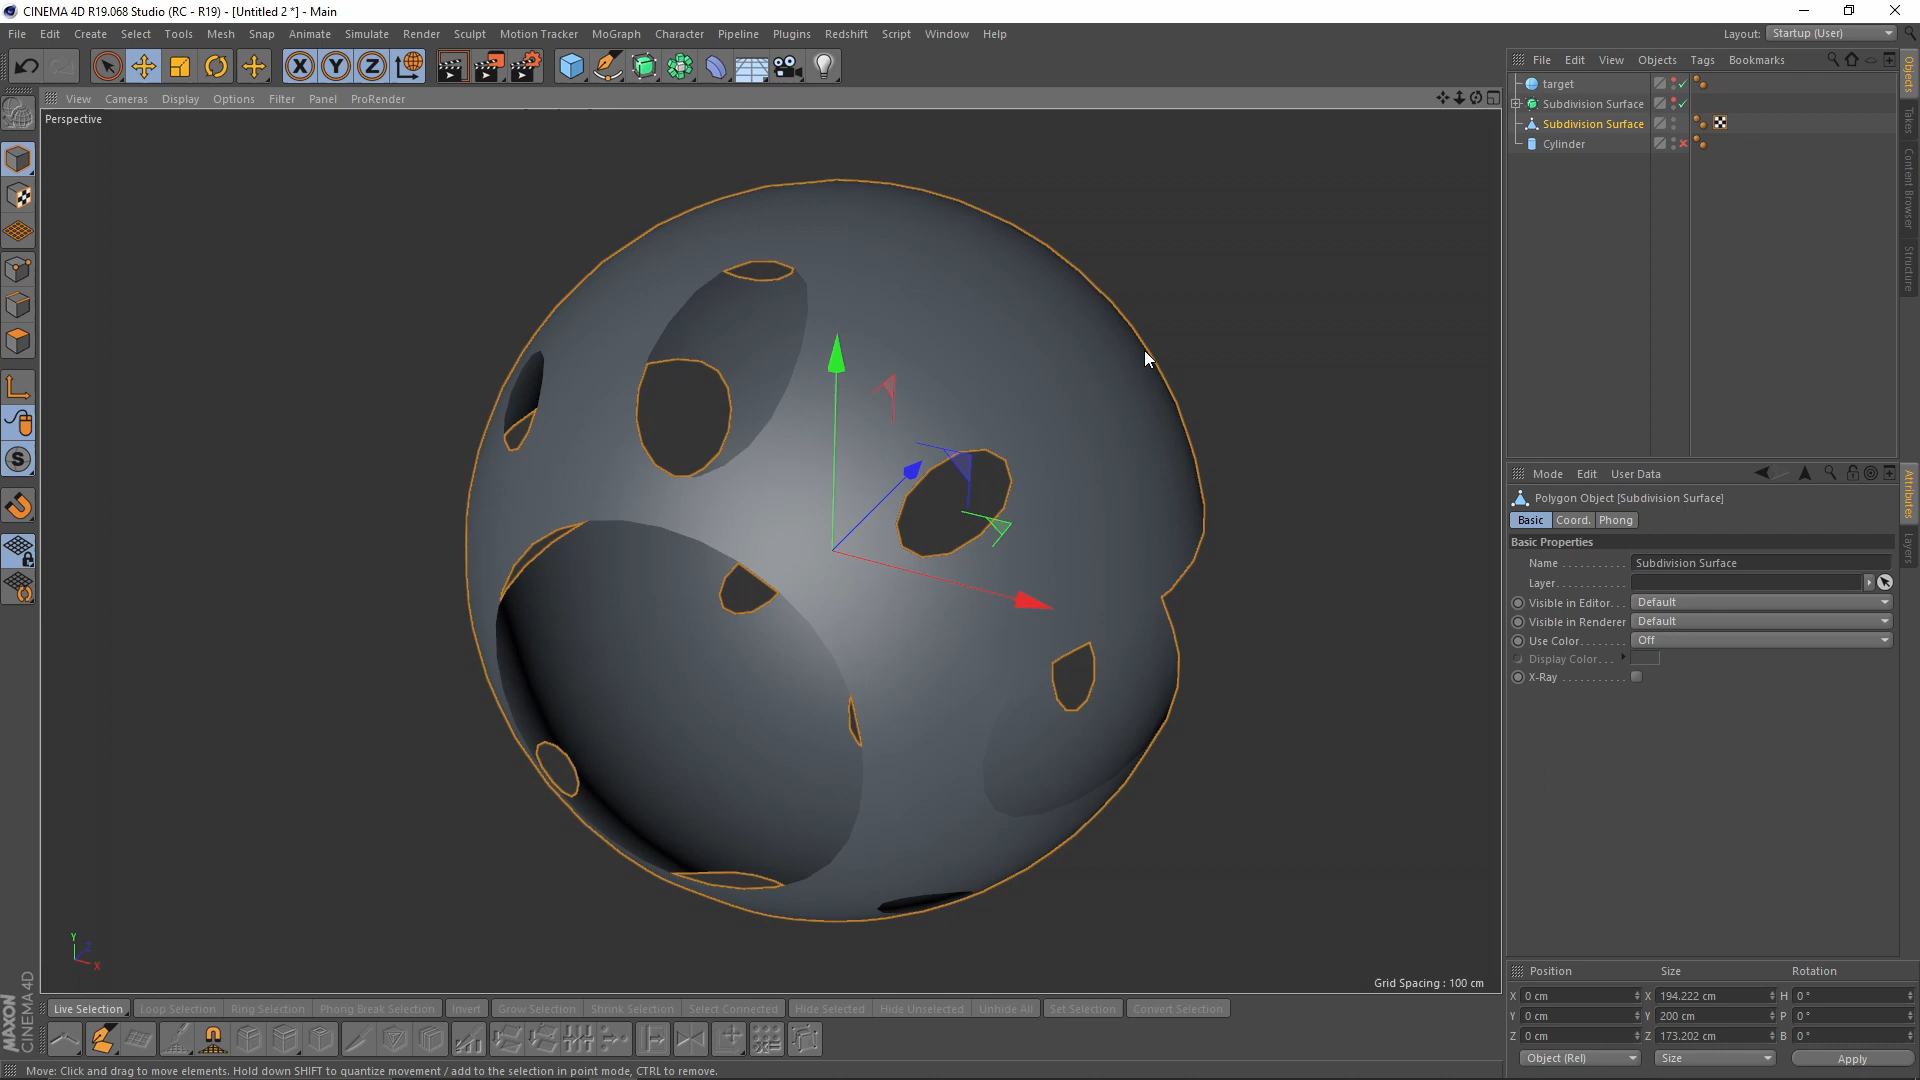 CINEMA 4D R19.068 Studio (RC - R19) - [Untitled 2 *] - Main
File Edit Create Select Tools Mesh Snap Animate Simulate Render Sculpt Motion Tracker MoGraph Character Pipeline Plugins Redshift Script Window Help
Layout: Startup (User)
X Y Z
File Edit View Objects Tags Bookmarks
View Cameras Display Options Filter Panel ProRender
Perspective
target
Subdivision Surface
Subdivision Surface
Cylinder
Objects
Takes
Content Browser
Structure
S
Mode Edit User Data
Polygon Object [Subdivision Surface]
Basic Coord. Phong
Basic Properties
Name . . . . . . . . . . . Subdivision Surface
Layer. . . . . . . . . . . .
Visible in Editor. . . Default
Visible in Renderer Default
Use Color. . . . . . . . Off
Display Color. . .
X-Ray . . . . . . . . . . .
Attributes
Layers
Y
Z
X
Grid Spacing : 100 cm
MAXON
CINEMA 4D
Live Selection Loop Selection Ring Selection Phong Break Selection Invert Grow Selection Shrink Selection Select Connected Hide Selected Hide Unselected Unhide All Set Selection Convert Selection
Position Size Rotation
X 0 cm X 194.222 cm H 0 °
Y 0 cm Y 200 cm P 0 °
Z 0 cm Z 173.202 cm B 0 °
Object (Rel) Size Apply
Move: Click and drag to move elements. Hold down SHIFT to quantize movement / add to the selection in point mode, CTRL to remove.